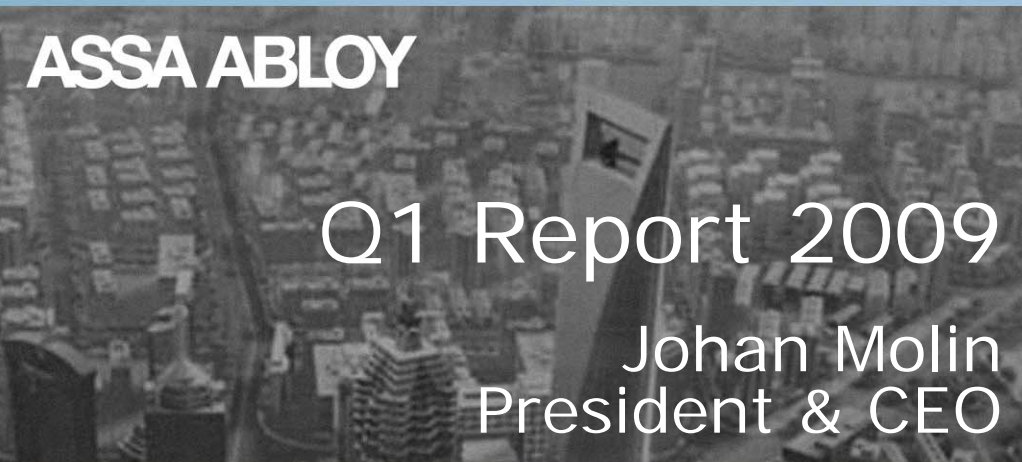 ASSA ABLOY
Q1 Report 2009
Johan Molin
President & CEO